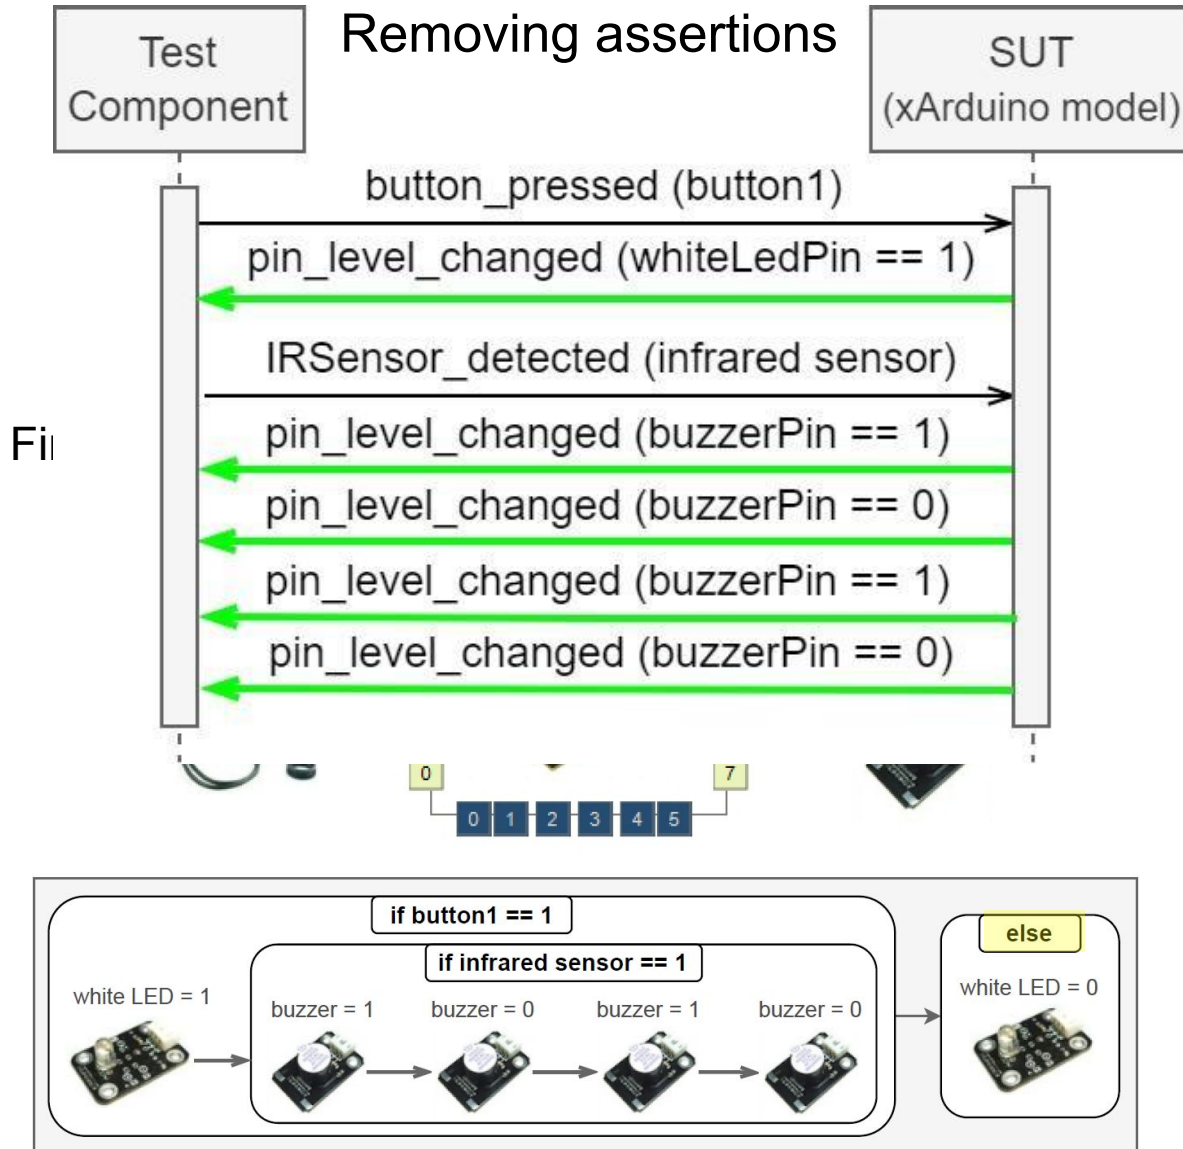 Removing assertions
Test
Component
SUT
(xArduino model)
button_pressed (button1)
pin_level_changed (whiteLedPin == 1)
IRSensor_detected (infrared sensor)
pin_level_changed (buzzerPin == 1)
Fi
pin_level_changed (buzzerPin == 0)
pin_level_changed (buzzerPin == 1)
pin_level_changed (buzzerPin == 0)
0
7
0 1 2 3 4 5
if button1 == 1
else
if infrared sensor == 1
white LED = 1
buzzer = 1
buzzer = 0
buzzer = 1
buzzer = 0
white LED = 0